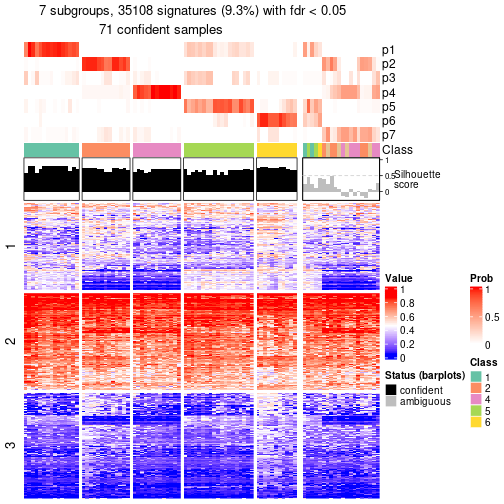 7 subgroups, 35108 signatures (9.3%) with fdr < 0.05
71 confident samples
p1
p2
p3
p4
p5
p6
p7
Class
1
0.5
0
Silhouette
score
1
2
3
Value
1
0.8
0.6
0.4
0.2
0
Prob
1
0.5
0
Status (barplots)
confident
ambiguous
Class
1
2
4
5
6